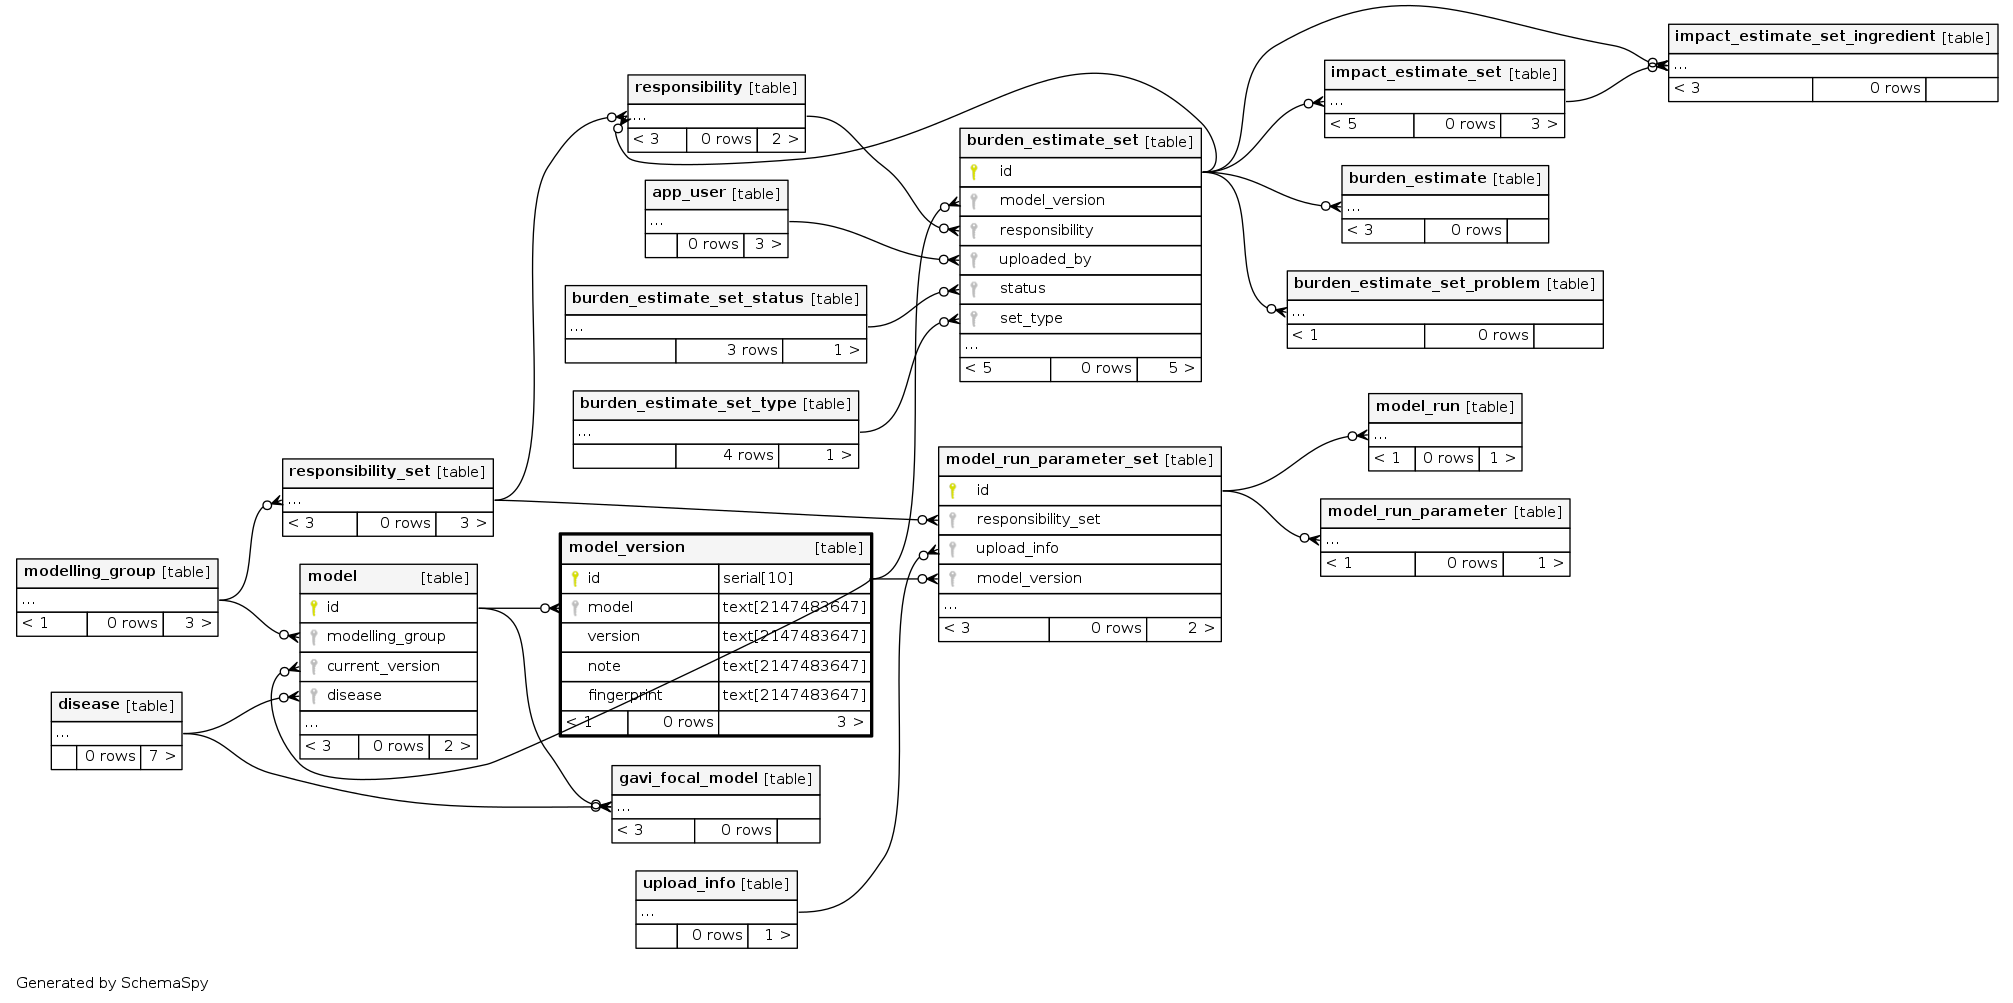 impact_estimate_set_ingredient [table]
...
< 3 0 rows
impact_estimate_set [table]
...
< 5 0 rows 3 >
responsibility [table]
...
< 3 0 rows 2 >
burden_estimate_set [table]
id
model_version
responsibility
uploaded_by
status
set_type
...
< 5 0 rows 5 >
burden_estimate [table]
...
< 3 0 rows
app_user [table]
...
0 rows 3 >
burden_estimate_set_problem [table]
...
< 1 0 rows
burden_estimate_set_status [table]
...
3 rows 1 >
burden_estimate_set_type [table]
...
4 rows 1 >
model_run [table]
...
< 1 0 rows 1 >
model_run_parameter_set [table]
id
responsibility_set
upload_info
model_version
...
< 3 0 rows 2 >
responsibility_set [table]
...
< 3 0 rows 3 >
model_run_parameter [table]
...
< 1 0 rows 1 >
model_version [table]
id serial[10]
model text[2147483647]
version text[2147483647]
note text[2147483647]
fingerprint text[2147483647]
< 1 0 rows 3 >
modelling_group [table]
...
< 1 0 rows 3 >
model [table]
id
modelling_group
current_version
disease
...
< 3 0 rows 2 >
disease [table]
...
0 rows 7 >
gavi_focal_model [table]
...
< 3 0 rows
upload_info [table]
...
0 rows 1 >
Generated by SchemaSpy